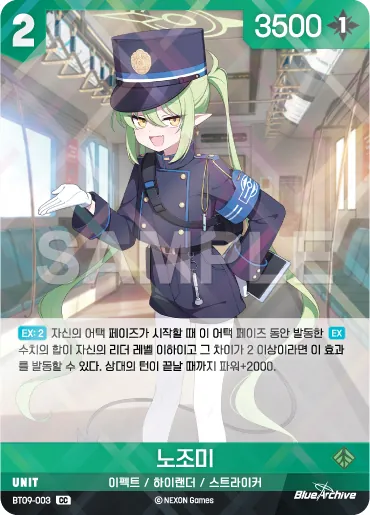 2
3500 1
SAMPLE
EX: 2 자신의 어택 페이즈가 시작할 때 이 어택 페이즈 동안 발동한 EX
수치의 합이 자신의 리더 레벨 이하이고 그 차이가 2 이상이라면 이 효과
를 발동할 수 있다. 상대의 턴이 끝날 때까지 파워+2000.
노조미
UNIT 이팩트 / 하이랜더 / 스트라이커
BT09-003 CC © NEXON Games BlueArchive